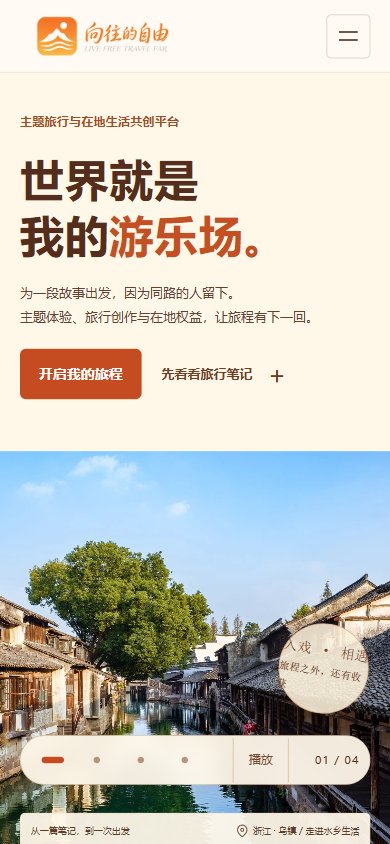 向往的自由
LIVE FREE TRAVEL FAR
主题旅行与在地生活共创平台
世界就是
我的游乐场。
为一段故事出发，因为同路的人留下。
主题体验、旅行创作与在地权益，让旅程有下一回。
开启我的旅程
先看看旅行笔记 +
入戏 · 相遇
旅程之外，还有收
获
播放
01 / 04
从一篇笔记，到一次出发
浙江 · 乌镇 / 走进水乡生活